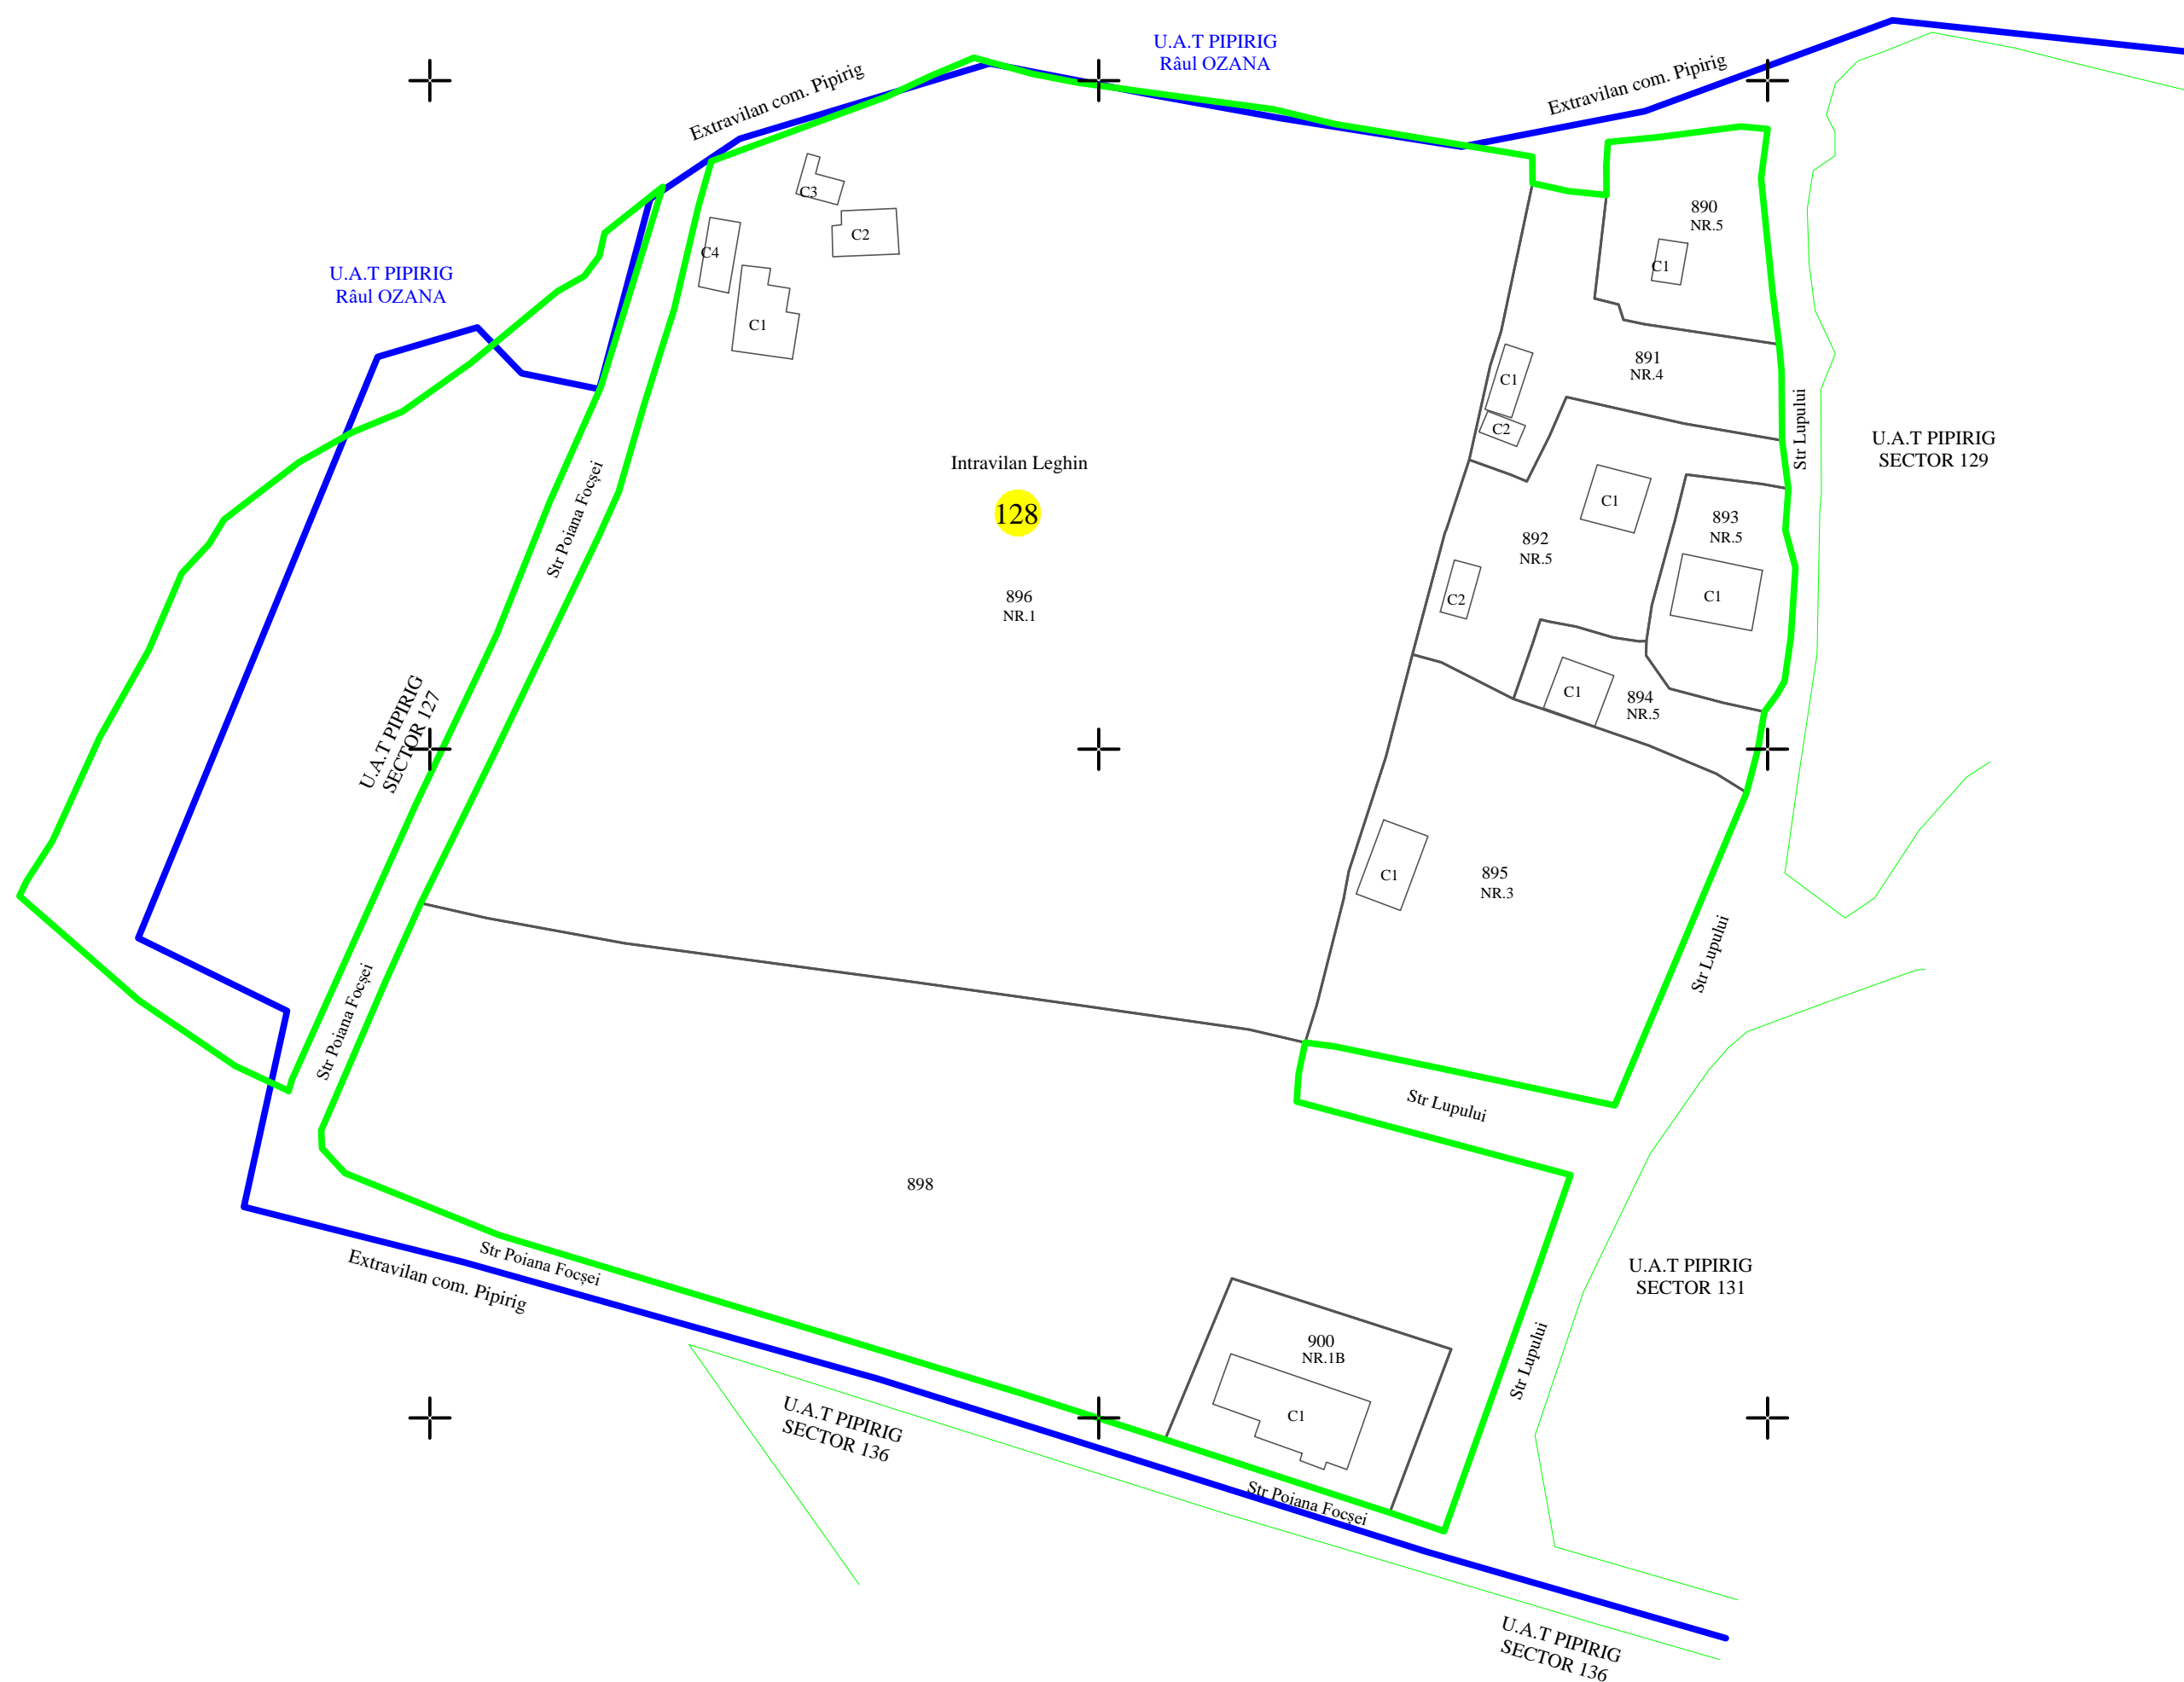 U.A.T PIPIRIG
Râul OZANA
Extravilan com. Pipirig
Extravilan com. Pipirig
C3
C2
C4
C1
890
NR.5
C1
U.A.T PIPIRIG
Râul OZANA
891
NR.4
C1
C2
Str Lupului
U.A.T PIPIRIG
SECTOR 129
Intravilan Leghin
128
896
NR.1
Str Poiana Focșei
C1
892
NR.5
C2
893
NR.5
C1
C1
894
NR.5
U.A.T PIPIRIG
SECTOR 127
895
NR.3
C1
Str Lupului
Str Poiana Focșei
Str Lupului
898
Str Poiana Focșei
Extravilan com. Pipirig
U.A.T PIPIRIG
SECTOR 131
900
NR.1B
C1
Str Lupului
U.A.T PIPIRIG
SECTOR 136
Str Poiana Focșei
U.A.T PIPIRIG
SECTOR 136